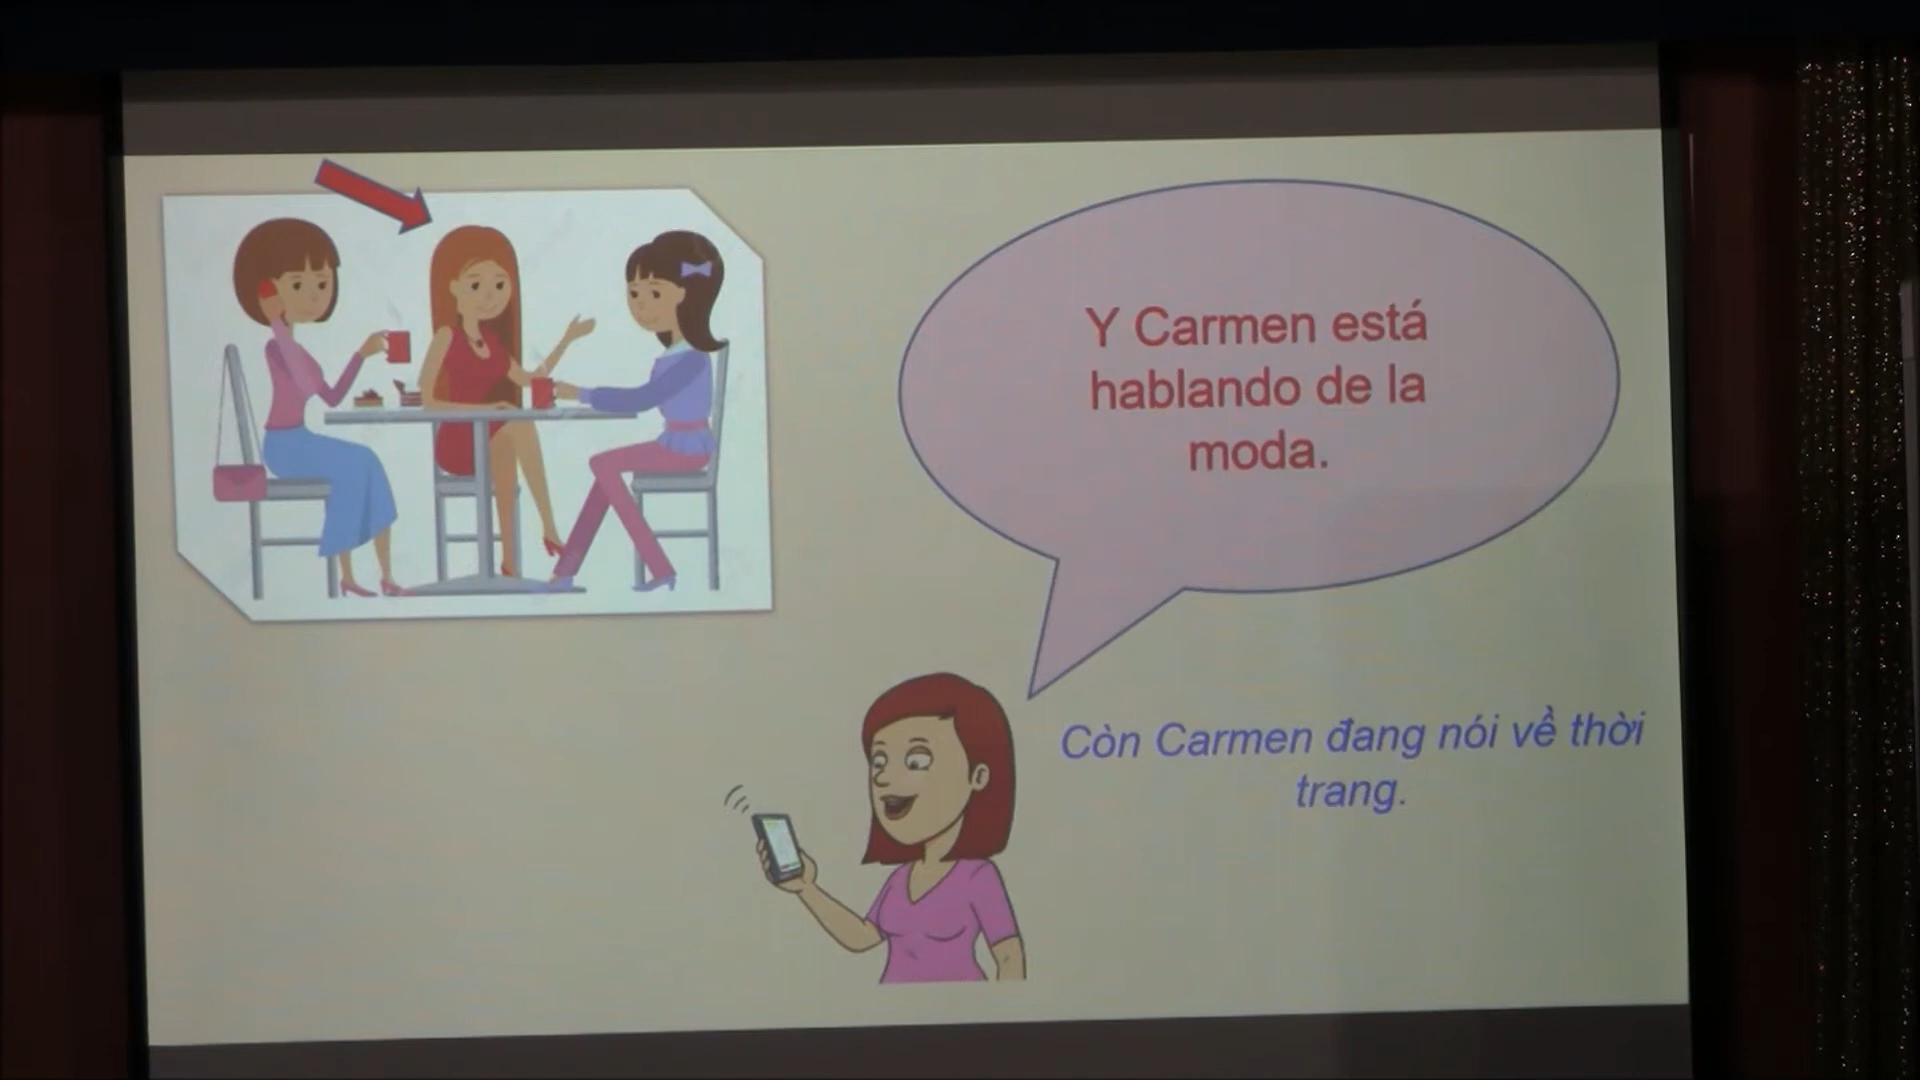 Y Carmen está
hablando de la
moda.
Còn Carmen đang nói về thời
trang.